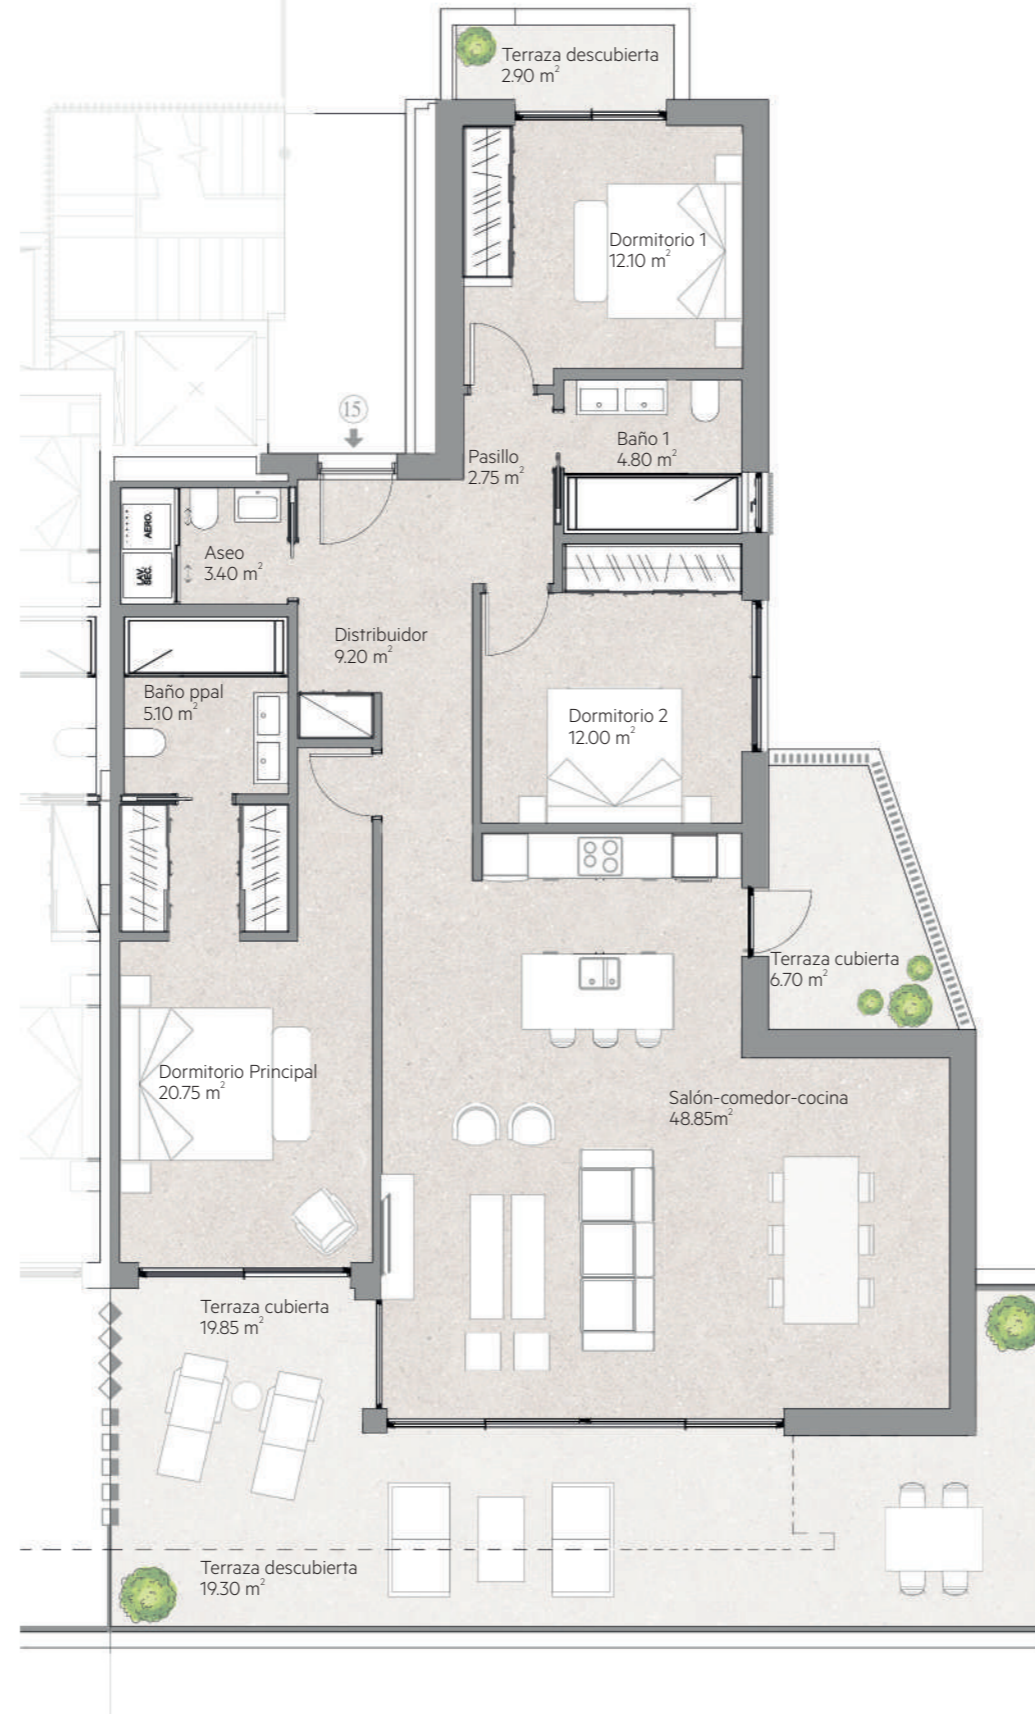 Terraza descubierta
2.90 m²
Dormitorio 1
12.10 m²
15
Baño 1
4.80 m²
Pasillo
2.75 m²
AERO.
LAV.
SEC.
Aseo
3.40 m²
Distribuidor
9.20 m²
Baño ppal
5.10 m²
Dormitorio 2
12.00 m²
Terraza cubierta
6.70 m²
Dormitorio Principal
20.75 m²
Salón-comedor-cocina
48.85m²
Terraza cubierta
19.85 m²
Terraza descubierta
19.30 m²